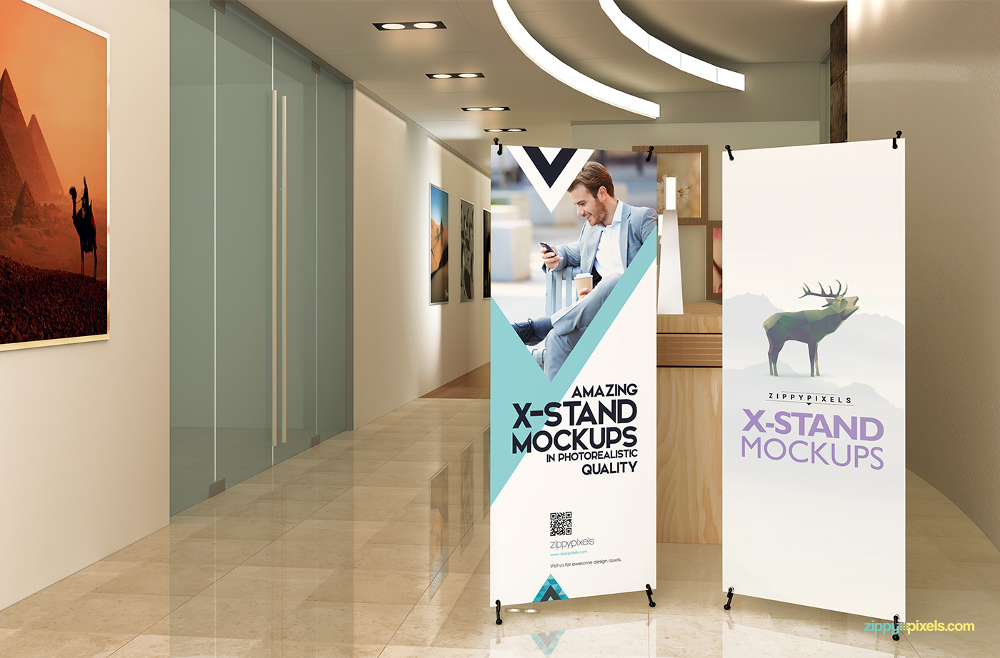 AMAZING
X-STAND
MOCKUPS
IN PHOTOREALISTIC
QUALITY
zippypixels
www.zippypixels.com
Visit us for awesome design assets.
ZIPPYPIXELS
X-STAND
MOCKUPS
zippypixels.com